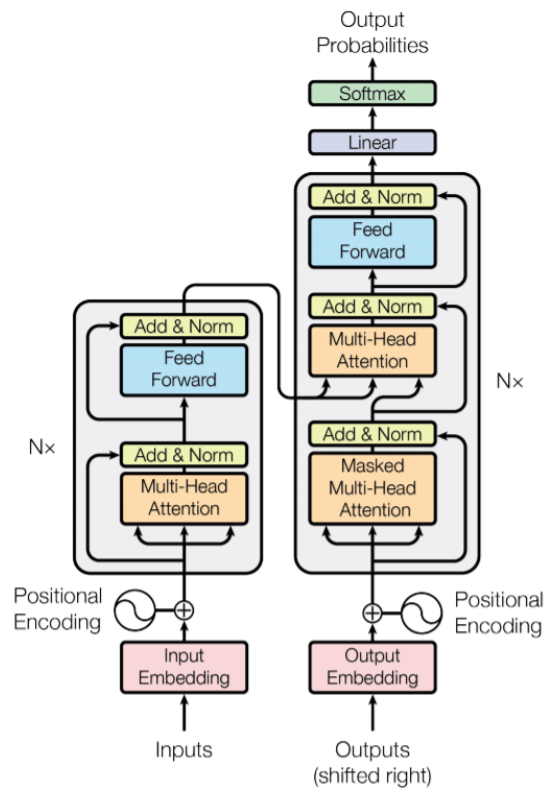 Output
Probabilities
Softmax
Linear
Add & Norm
Feed
Forward
Add & Norm
Multi-Head
Attention
Add & Norm
Masked
Multi-Head
Attention
N×
Add & Norm
Feed
Forward
Add & Norm
Multi-Head
Attention
N×
Positional
Encoding
Positional
Encoding
Input
Embedding
Output
Embedding
Inputs
Outputs
(shifted right)